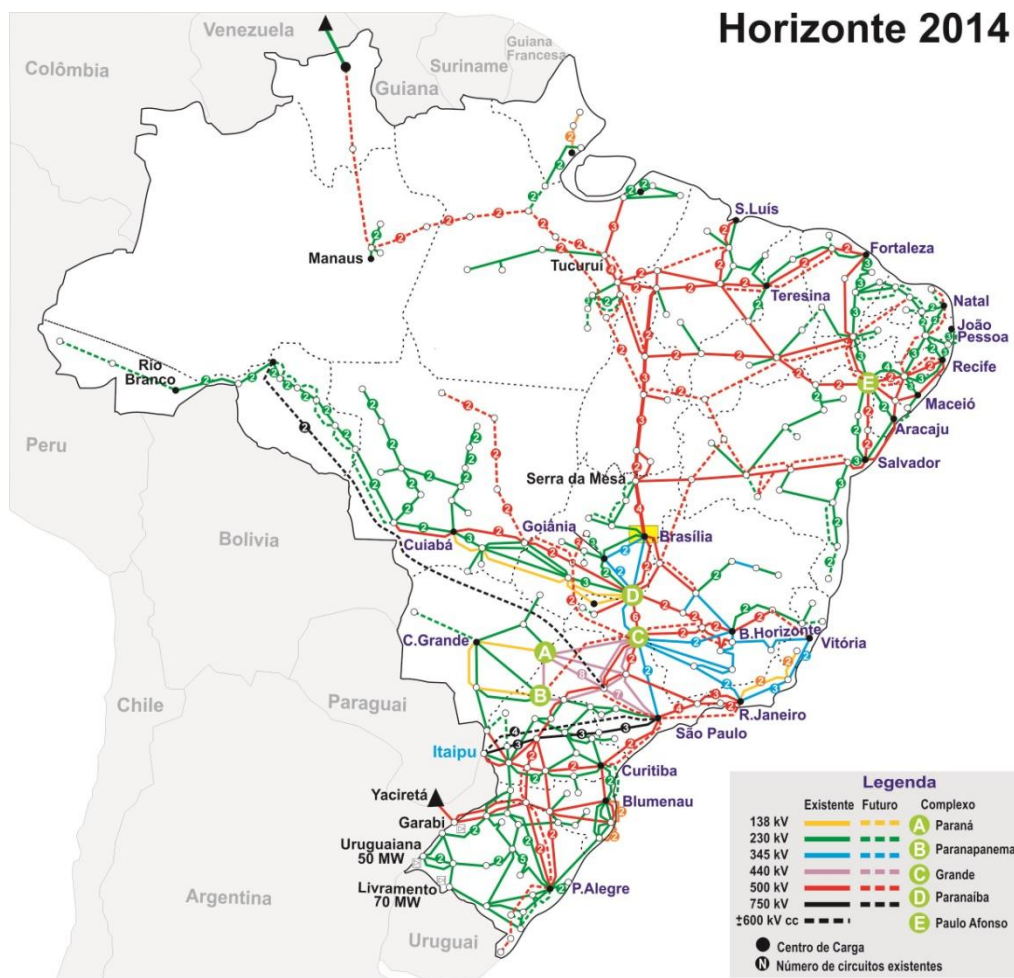 Horizonte 2014
Venezuela
Colômbia
Guiana
Suriname
Guiana
Francesa
S.Luís
Fortaleza
Manaus
Tucuruí
Teresina
Natal
João
Pessoa
Rio
Branco
Recife
E
Maceió
Aracaju
Peru
Salvador
Serra da Mesa
Goiânia
Brasília
Cuiabá
Bolivia
D
C
B.Horizonte
Vitória
C.Grande
A
B
Chile
Paraguai
R.Janeiro
São Paulo
Itaipu
Curitiba
Yaciretá
Blumenau
Garabi
Uruguaiana
50 MW
Livramento
70 MW
P.Alegre
Argentina
Uruguai
Legenda
Existente Futuro Complexo
138 kV A Paraná
230 kV B Paranapanema
345 kV
440 kV C Grande
500 kV D Paranaíba
750 kV
±600 kV cc E Paulo Afonso
Centro de Carga
N Número de circuitos existentes